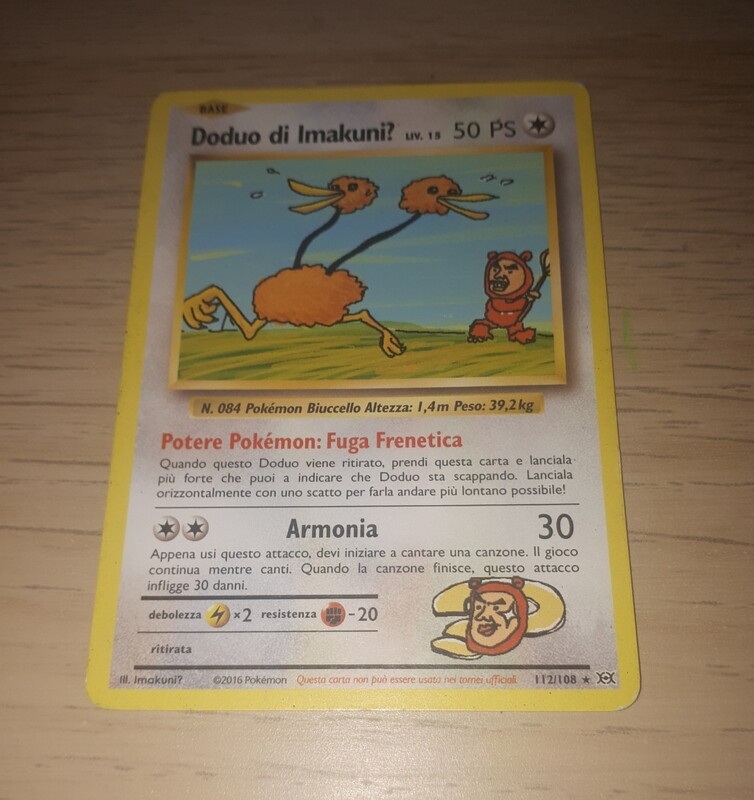 BASE
Doduo di Imakuni? LIV. 15 50 PS
N. 084 Pokémon Biuccello Altezza: 1,4m Peso: 39,2kg
Potere Pokémon: Fuga Frenetica
Quando questo Doduo viene ritirato, prendi questa carta e lanciala
più forte che puoi a indicare che Doduo sta scappando. Lanciala
orizzontalmente con uno scatto per farla andare più lontano possibile!
Armonia 30
Appena usi questo attacco, devi iniziare a cantare una canzone. Il gioco
continua mentre canti. Quando la canzone finisce, questo attacco
infligge 30 danni.
debolezza ×2 resistenza -20
ritirata
Ill. Imakuni? ©2016 Pokémon Questa carta non può essere usata nei tornei ufficiali. 112/108 ★